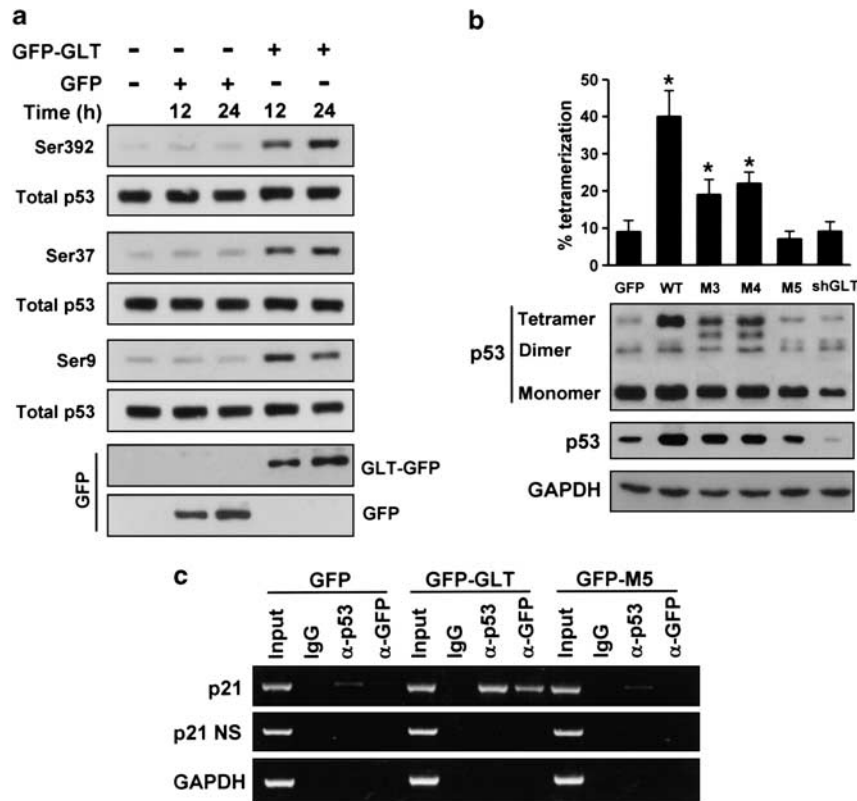 a
GFP-GLT - - - + +
GFP - + + - -
Time (h) 12 24 12 24
Ser392
Total p53
Ser37
Total p53
Ser9
Total p53
GFP
GLT-GFP
GFP
b
% tetramerization
50
40
30
20
10
0
* * *
GFP WT M3 M4 M5 shGLT
p53
Tetramer
Dimer
Monomer
p53
GAPDH
c
GFP GFP-GLT GFP-M5
Input IgG α-p53 α-GFP Input IgG α-p53 α-GFP Input IgG α-p53 α-GFP
p21
p21 NS
GAPDH